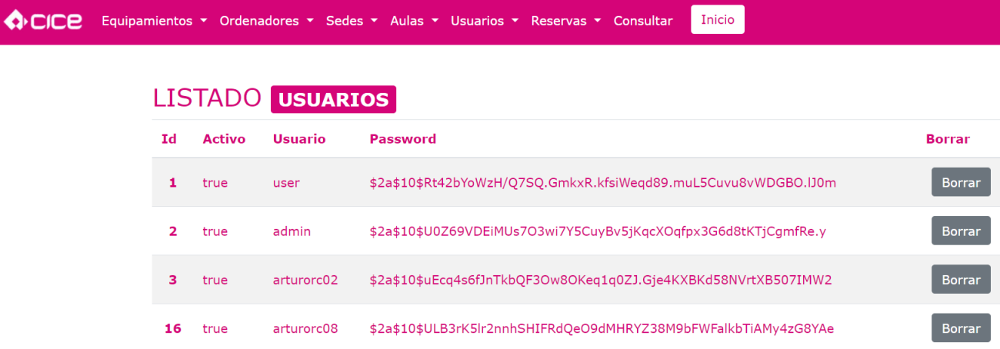 CICE Equipamientos Ordenadores Sedes Aulas Usuarios Reservas Consultar Inicio
LISTADO USUARIOS
Id Activo Usuario Password Borrar
1 true user $2a$10$Rt42bYoWzH/Q7SQ.GmkxR.kfsiWeqd89.muL5Cuvu8vWDGBO.lJ0m Borrar
2 true admin $2a$10$U0Z69VDEiMUs7O3wi7Y5CuyBv5jKqcXOqfpx3G6d8tKTjCgmfRe.y Borrar
3 true arturorc02 $2a$10$uEcq4s6fJnTkbQF3Ow8OKeq1q0ZJ.Gje4KXBKd58NVrtXB507IMW2 Borrar
16 true arturorc08 $2a$10$ULB3rK5lr2nnhSHIFRdQeO9dMHRYZ38M9bFWFalkbTiAMy4zG8YAe Borrar